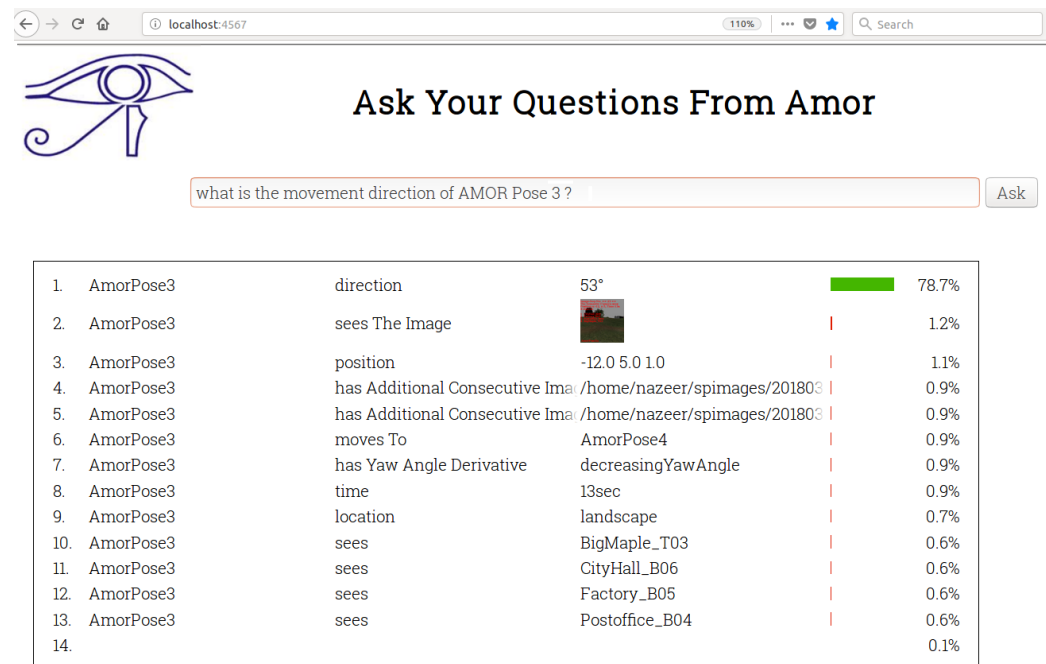 localhost:4567 110% Search
Ask Your Questions From Amor
what is the movement direction of AMOR Pose 3 ? Ask
1. AmorPose3 direction 53° 78.7%
2. AmorPose3 sees The Image 1.2%
3. AmorPose3 position -12.0 5.0 1.0 1.1%
4. AmorPose3 has Additional Consecutive Ima /home/nazeer/spimages/201803 0.9%
5. AmorPose3 has Additional Consecutive Ima /home/nazeer/spimages/201803 0.9%
6. AmorPose3 moves To AmorPose4 0.9%
7. AmorPose3 has Yaw Angle Derivative decreasingYawAngle 0.9%
8. AmorPose3 time 13sec 0.9%
9. AmorPose3 location landscape 0.7%
10. AmorPose3 sees BigMaple_T03 0.6%
11. AmorPose3 sees CityHall_B06 0.6%
12. AmorPose3 sees Factory_B05 0.6%
13. AmorPose3 sees Postoffice_B04 0.6%
14. 0.1%